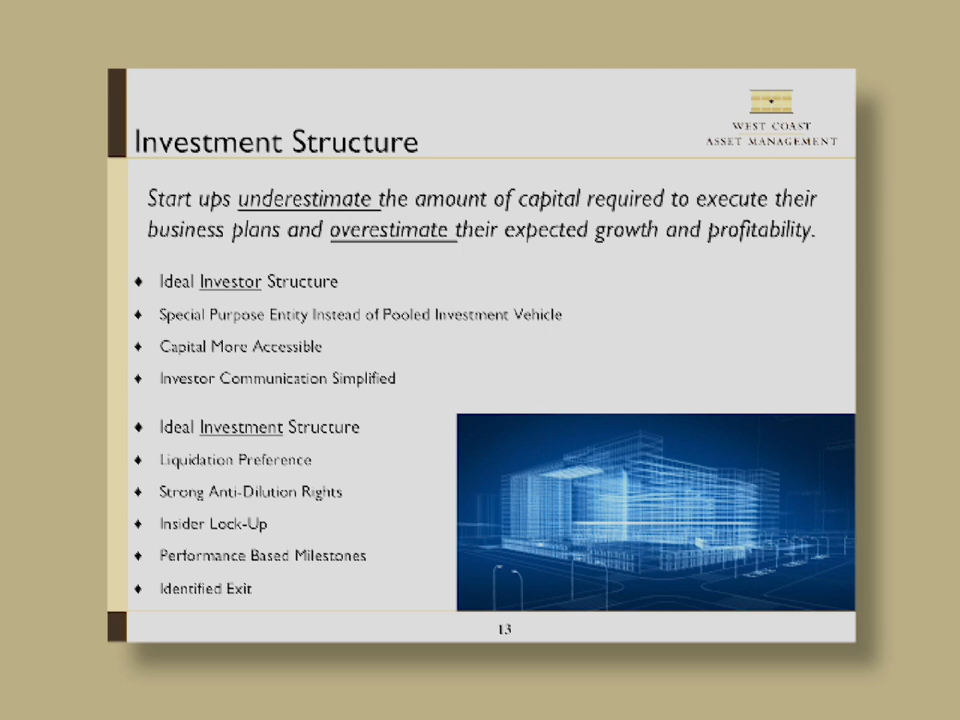 WEST COAST
ASSET MANAGEMENT
Investment Structure
Start ups underestimate the amount of capital required to execute their
business plans and overestimate their expected growth and profitability.
♦ Ideal Investor Structure
♦ Special Purpose Entity Instead of Pooled Investment Vehicle
♦ Capital More Accessible
♦ Investor Communication Simplified
♦ Ideal Investment Structure
♦ Liquidation Preference
♦ Strong Anti-Dilution Rights
♦ Insider Lock-Up
♦ Performance Based Milestones
♦ Identified Exit
13